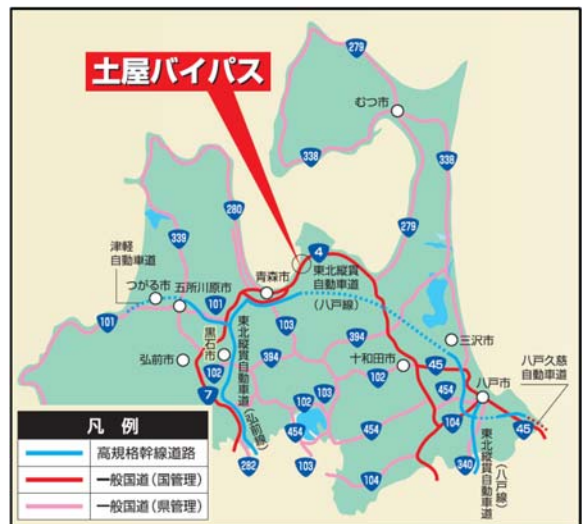 土屋バイパス
279
むつ市
338
338
280
279
339
4
津軽
自動車道
つがる市
五所川原市
青森市
東北縦貫
自動車道
(八戸線)
101
101
103
394
三沢市
黒石市
394
弘前市
102
東北縦貫自動車道(弘前線)
十和田市
102
45
八戸久慈
自動車道
7
103
102
454
八戸市
454
454
104
45
282
103
104
340
東北縦貫自動車道(八戸線)
凡 例
高規格幹線道路
一般国道(国管理)
一般国道(県管理)